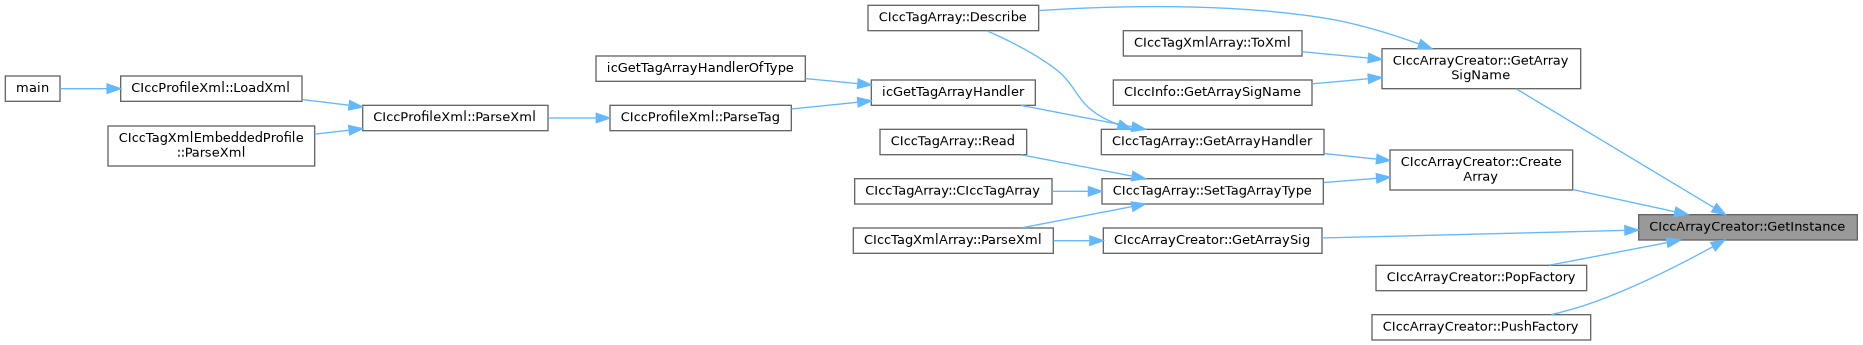 main
CIccProfileXml::LoadXml
CIccTagXmlEmbeddedProfile
::ParseXml
CIccProfileXml::ParseXml
icGetTagArrayHandlerOfType
CIccProfileXml::ParseTag
CIccTagArray::Describe
icGetTagArrayHandler
CIccTagArray::Read
CIccTagArray::CIccTagArray
CIccTagXmlArray::ParseXml
CIccTagXmlArray::ToXml
CIccInfo::GetArraySigName
CIccTagArray::GetArrayHandler
CIccTagArray::SetTagArrayType
CIccArrayCreator::GetArraySig
CIccArrayCreator::GetArray
SigName
CIccArrayCreator::Create
Array
CIccArrayCreator::PopFactory
CIccArrayCreator::PushFactory
CIccArrayCreator::GetInstance